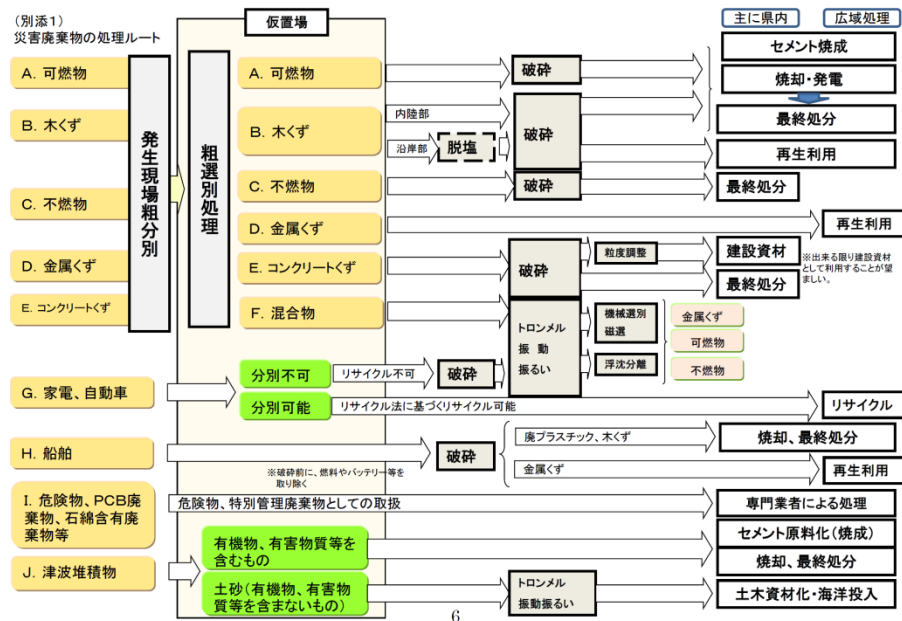 (別添1)
災害廃棄物の処理ルート
仮置場
主に県内
広域処理
A. 可燃物
B. 木くず
C. 不燃物
D. 金属くず
E. コンクリートくず
発生現場粗分別
粗選別処理
A. 可燃物
破砕
セメント焼成
焼却・発電
最終処分
B. 木くず
内陸部
沿岸部
脱塩
破砕
再生利用
C. 不燃物
破砕
最終処分
D. 金属くず
再生利用
E. コンクリートくず
破砕
粒度調整
建設資材
※出来る限り建設資材
として利用することが望
ましい。
最終処分
F. 混合物
トロンメル
振 動
振るい
機械選別
磁選
浮沈分離
金属くず
可燃物
不燃物
G. 家電、自動車
分別不可
リサイクル不可
破砕
分別可能
リサイクル法に基づくリサイクル可能
リサイクル
H. 船舶
※破砕前に、燃料やバッテリー等を
取り除く
破砕
廃プラスチック、木くず
焼却、最終処分
金属くず
再生利用
I. 危険物、PCB廃
棄物、石綿含有廃
棄物等
危険物、特別管理廃棄物としての取扱
専門業者による処理
J. 津波堆積物
有機物、有害物質等を
含むもの
セメント原料化(焼成)
焼却、最終処分
土砂(有機物、有害物
質等を含まないもの)
トロンメル
振動振るい
土木資材化・海洋投入
6